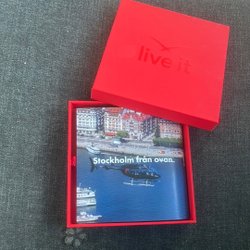 live it
Stockholm från ovan.